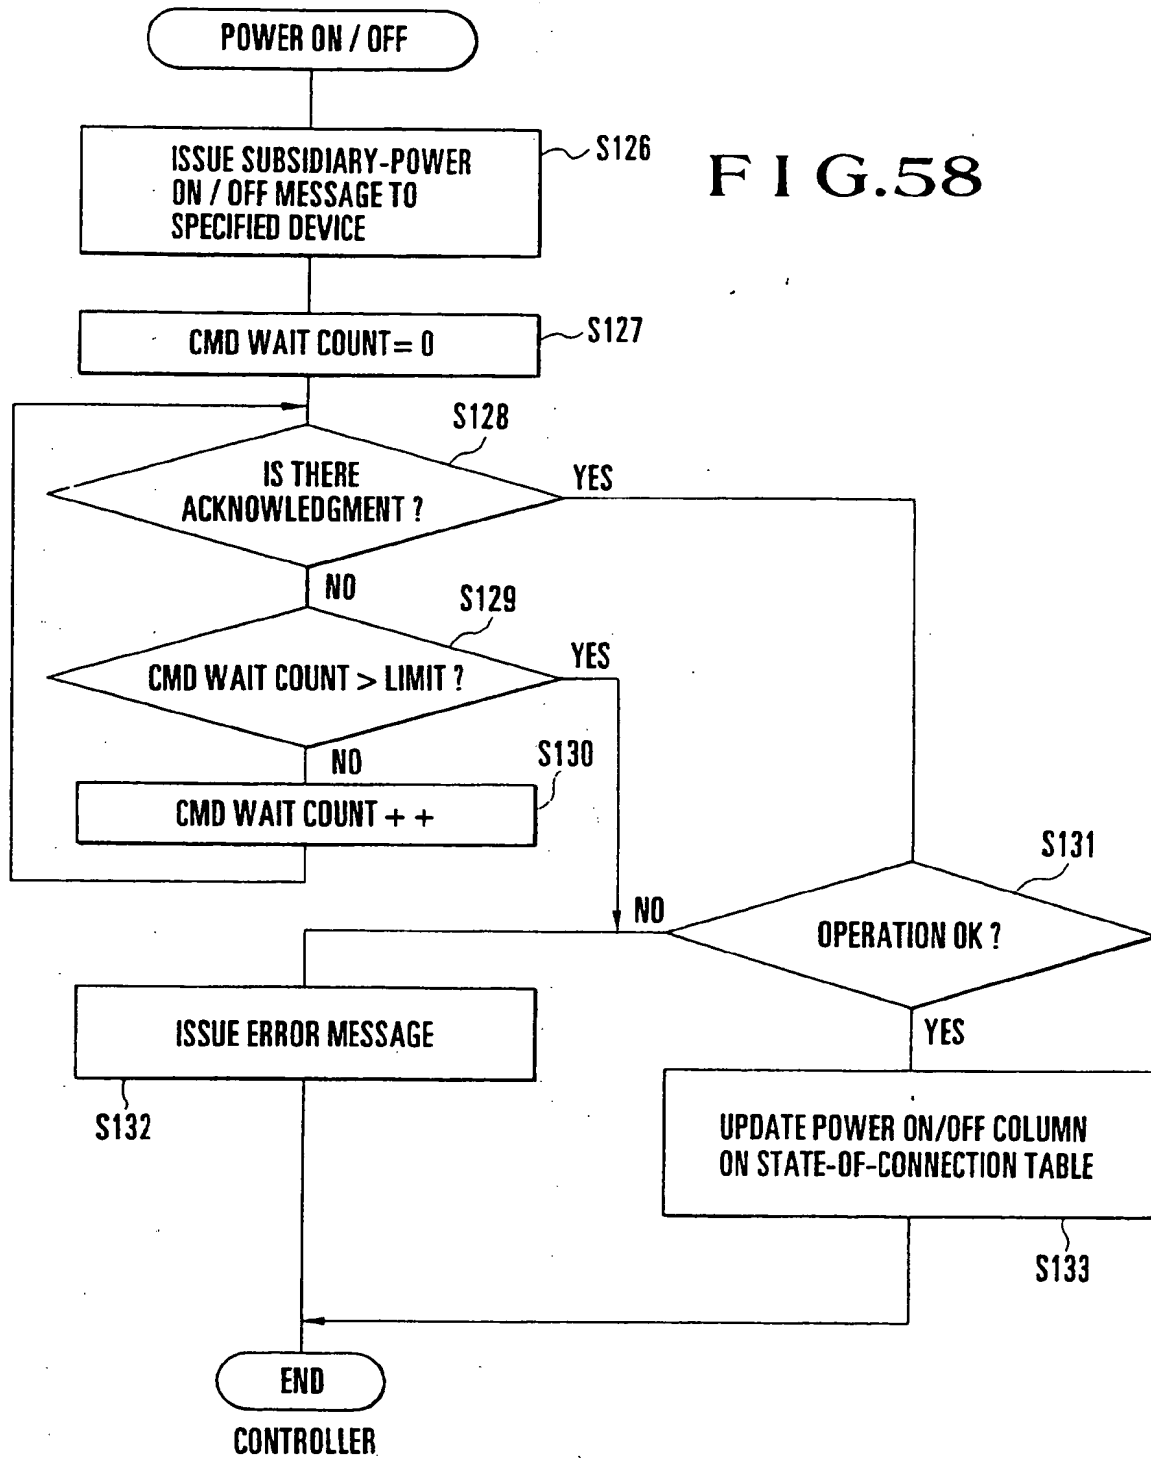 POWER ON / OFF
ISSUE SUBSIDIARY-POWER
ON / OFF MESSAGE TO
SPECIFIED DEVICE
S126
FIG.58
CMD WAIT COUNT = 0
S127
S128
IS THERE
ACKNOWLEDGMENT ?
YES
NO
S129
CMD WAIT COUNT > LIMIT ?
YES
NO
S130
CMD WAIT COUNT + +
S131
NO
OPERATION OK ?
YES
ISSUE ERROR MESSAGE
S132
UPDATE POWER ON/OFF COLUMN
ON STATE-OF-CONNECTION TABLE
S133
END
CONTROLLER